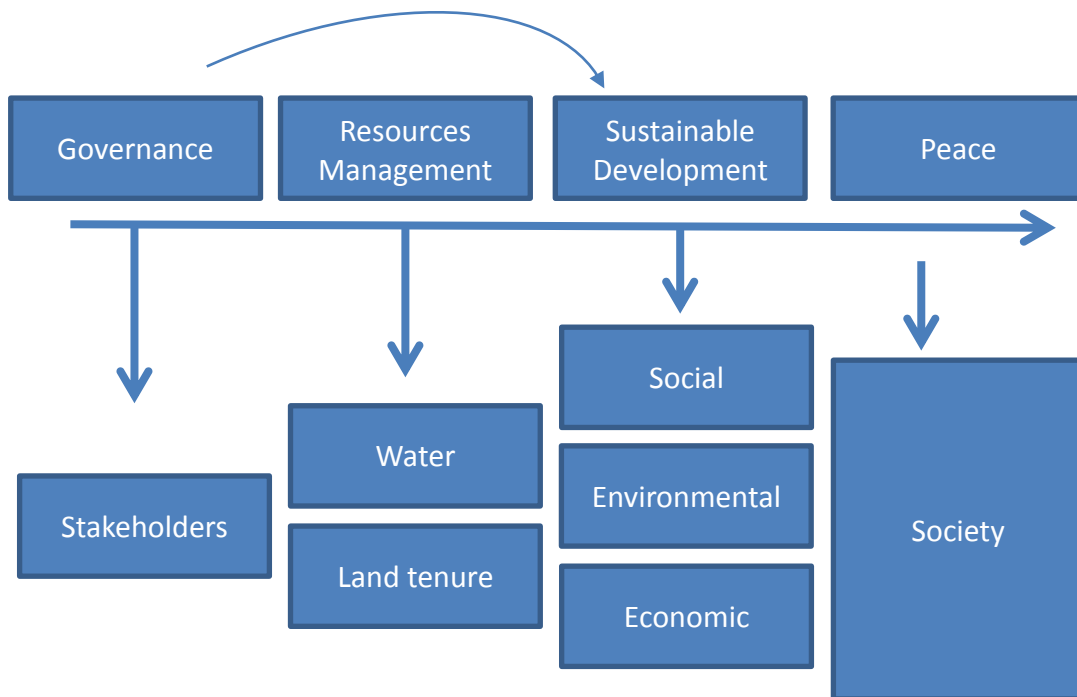 Governance
Resources
Management
Sustainable
Development
Peace
Stakeholders
Water
Land tenure
Social
Environmental
Economic
Society